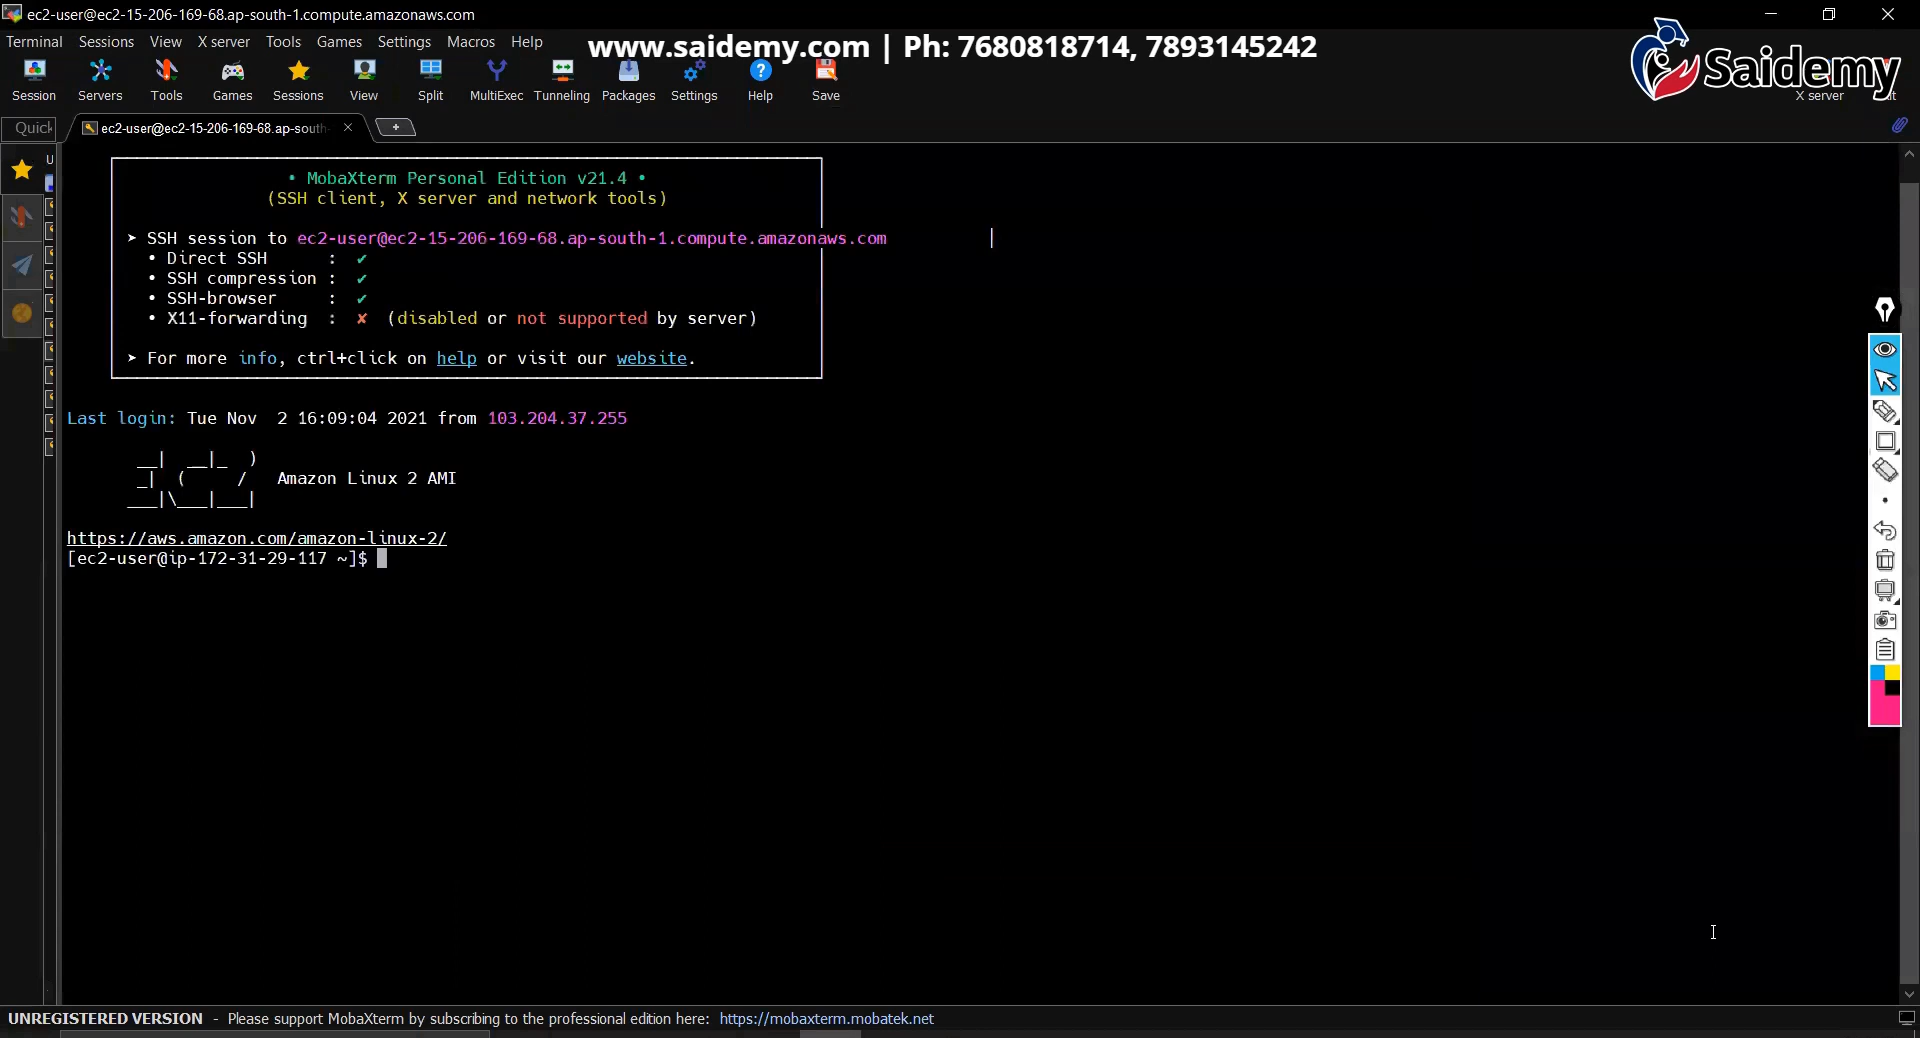 ec2-user@ec2-15-206-169-68.ap-south-1.compute.amazonaws.com
Terminal Sessions View X server Tools Games Settings Macros Help
www.saidemy.com | Ph: 7680818714, 7893145242
Saidemy
Session Servers Tools Games Sessions View Split MultiExec Tunneling Packages Settings Help Save X server
Quick ec2-user@ec2-15-206-169-68.ap-south-
• MobaXterm Personal Edition v21.4 •
(SSH client, X server and network tools)
➤ SSH session to ec2-user@ec2-15-206-169-68.ap-south-1.compute.amazonaws.com
• Direct SSH : ✔
• SSH compression : ✔
• SSH-browser : ✔
• X11-forwarding : ✘ (disabled or not supported by server)
➤ For more info, ctrl+click on help or visit our website.
Last login: Tue Nov 2 16:09:04 2021 from 103.204.37.255
__| __|_ )
_| ( / Amazon Linux 2 AMI
___|\___|___|
https://aws.amazon.com/amazon-linux-2/
[ec2-user@ip-172-31-29-117 ~]$
UNREGISTERED VERSION - Please support MobaXterm by subscribing to the professional edition here: https://mobaxterm.mobatek.net